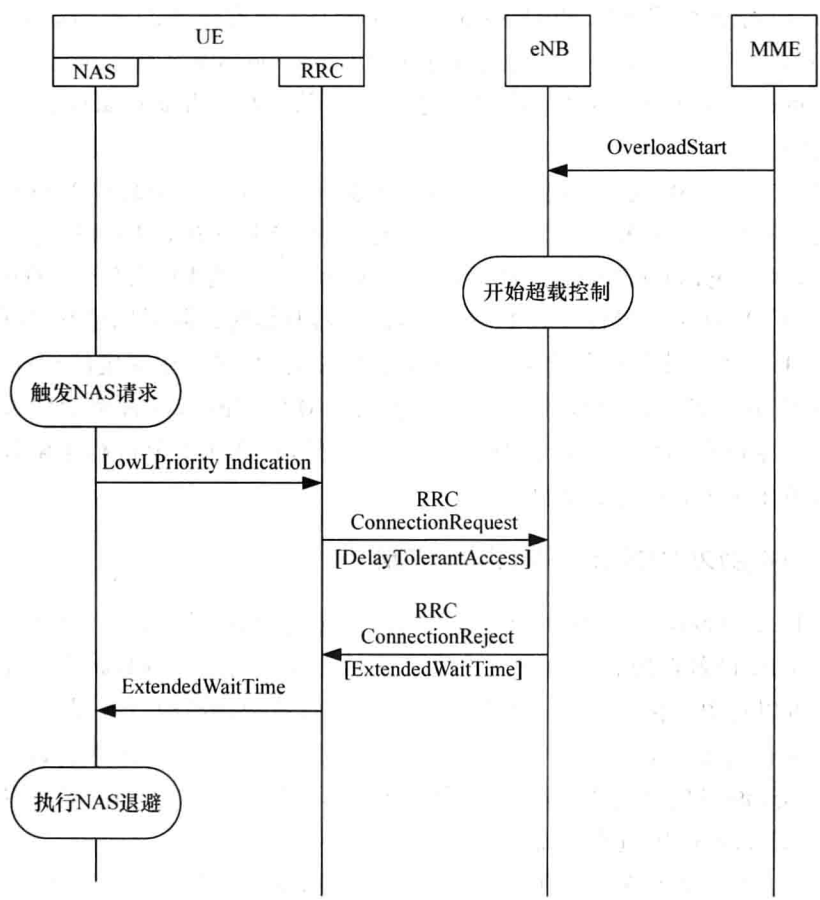 UE
eNB
MME
NAS
RRC
OverloadStart
开始超载控制
触发NAS请求
LowLPriority Indication
RRC
ConnectionRequest
[DelayTolerantAccess]
RRC
ConnectionReject
[ExtendedWaitTime]
ExtendedWaitTime
执行NAS退避